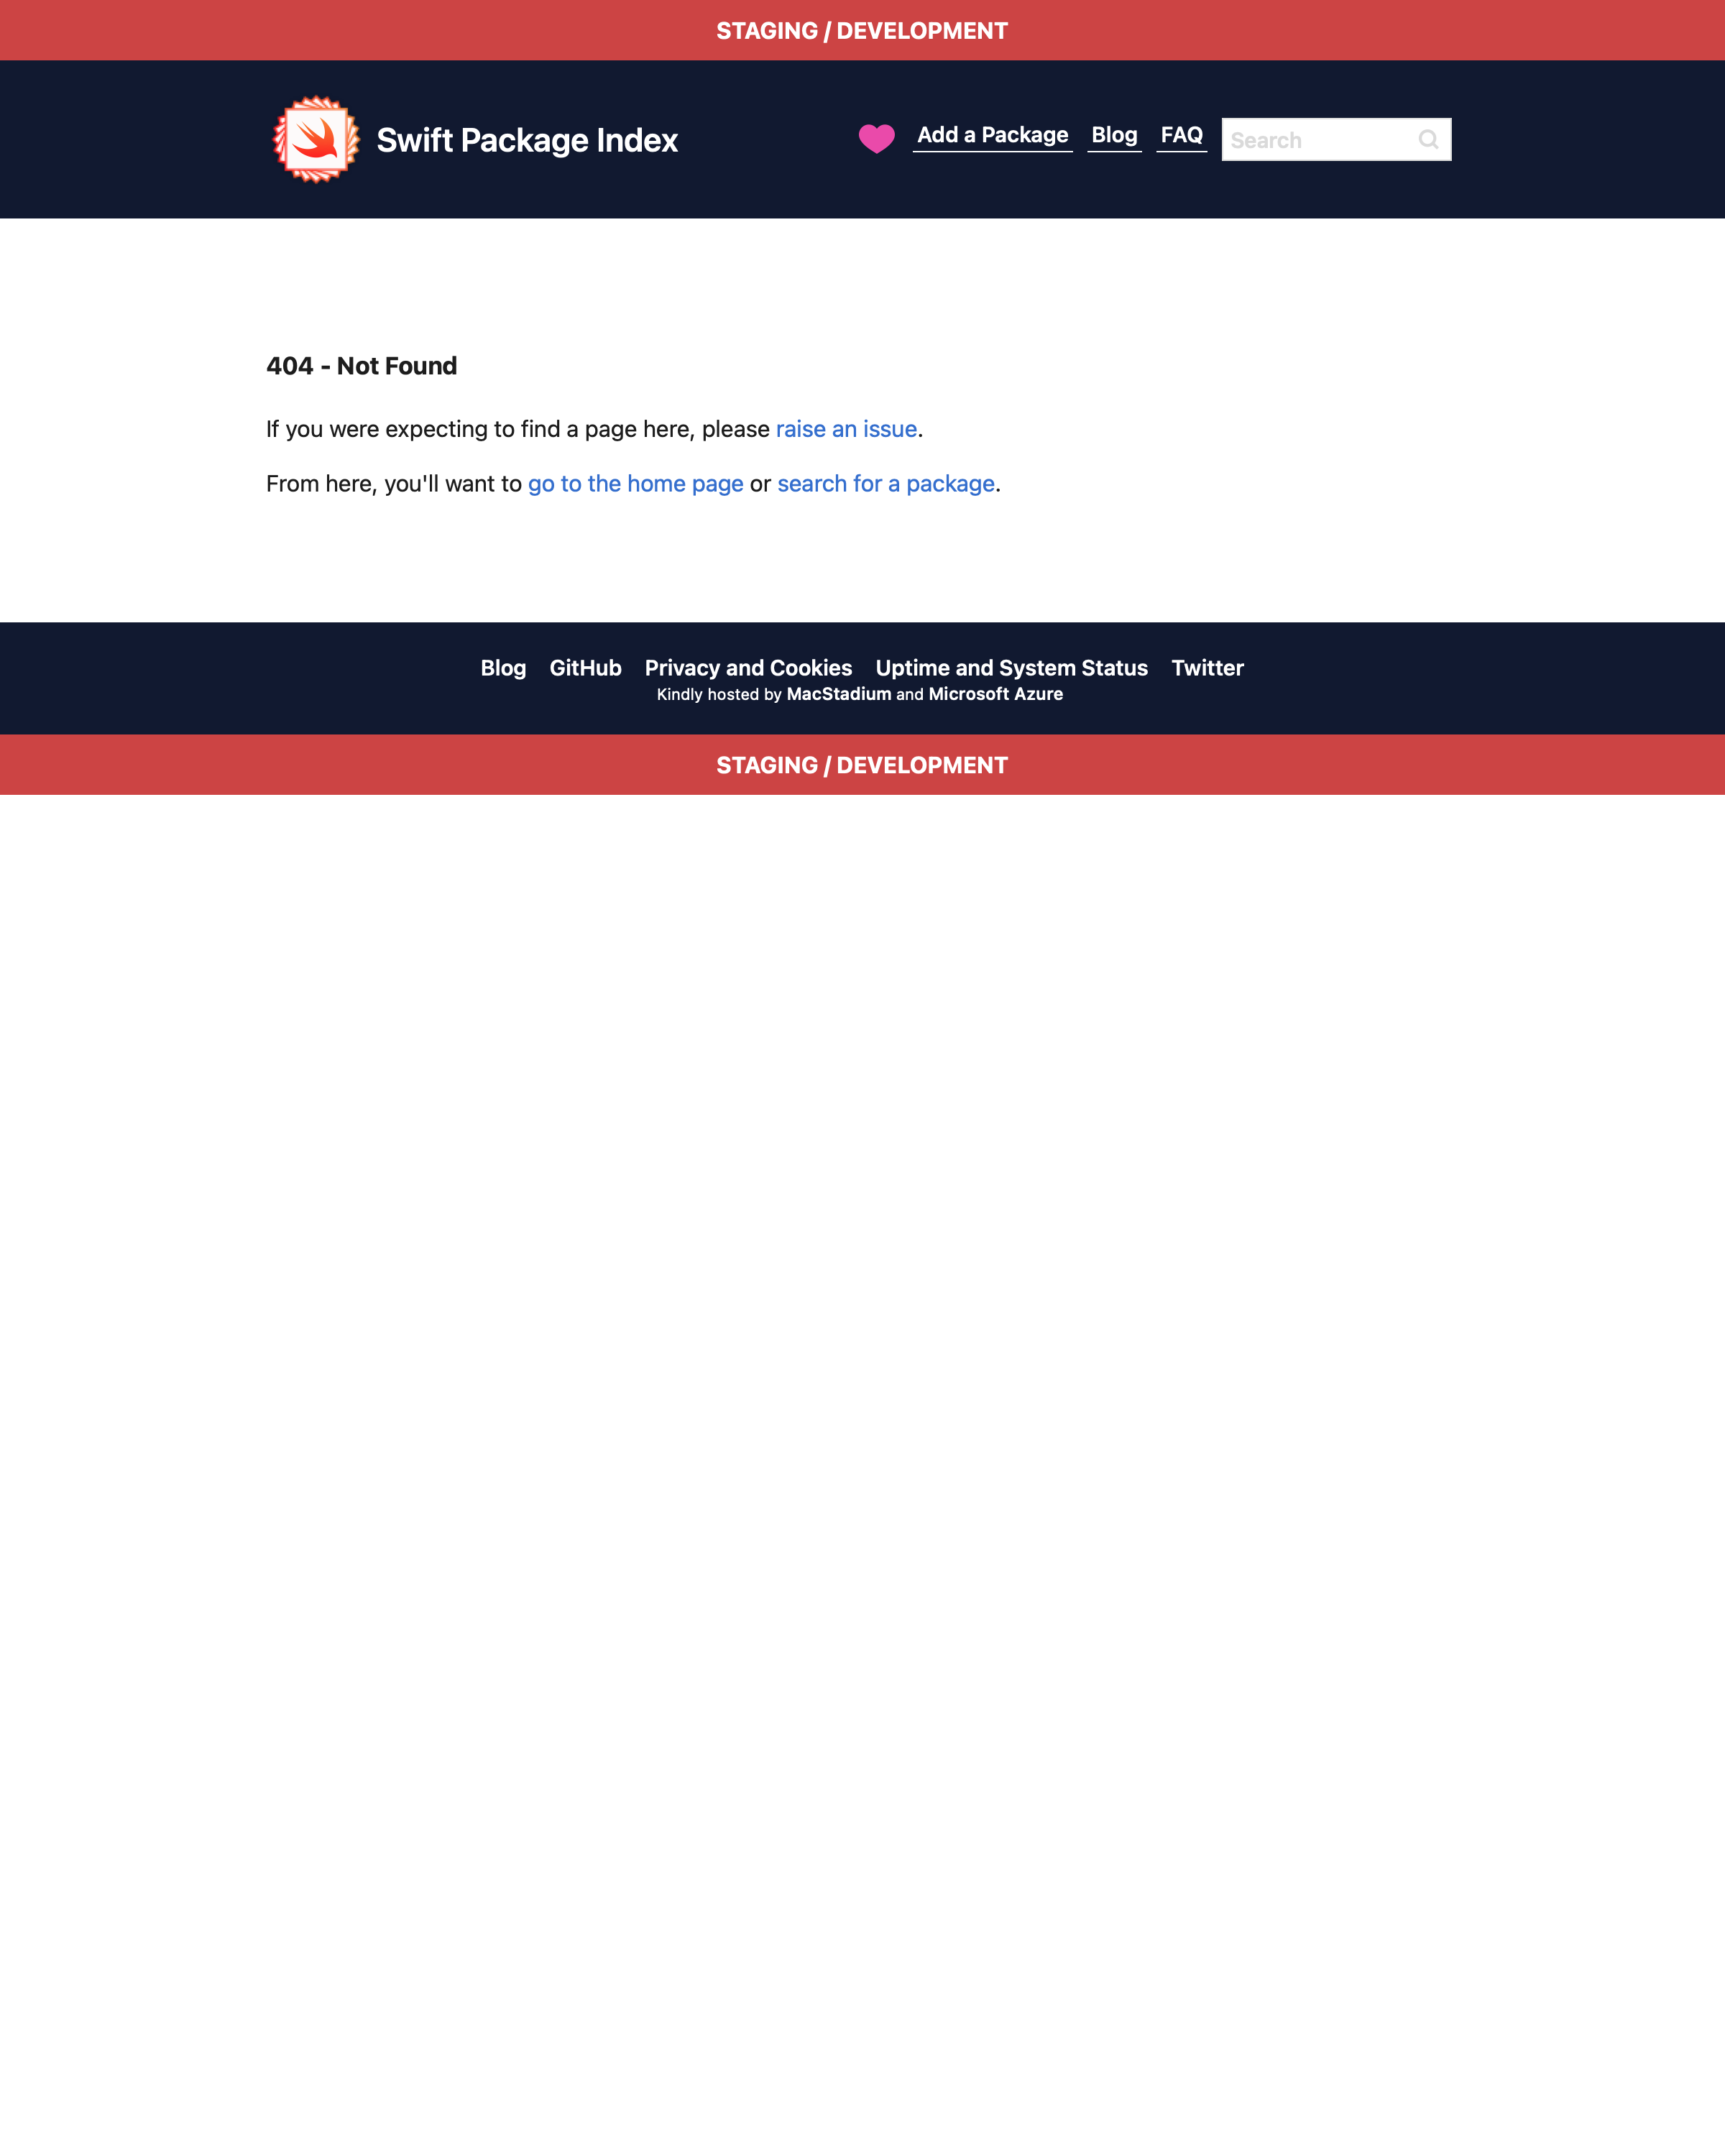 STAGING / DEVELOPMENT
Swift Package Index
Add a Package Blog FAQ Search
404 - Not Found
If you were expecting to find a page here, please raise an issue.
From here, you'll want to go to the home page or search for a package.
Blog GitHub Privacy and Cookies Uptime and System Status Twitter
Kindly hosted by MacStadium and Microsoft Azure
STAGING / DEVELOPMENT